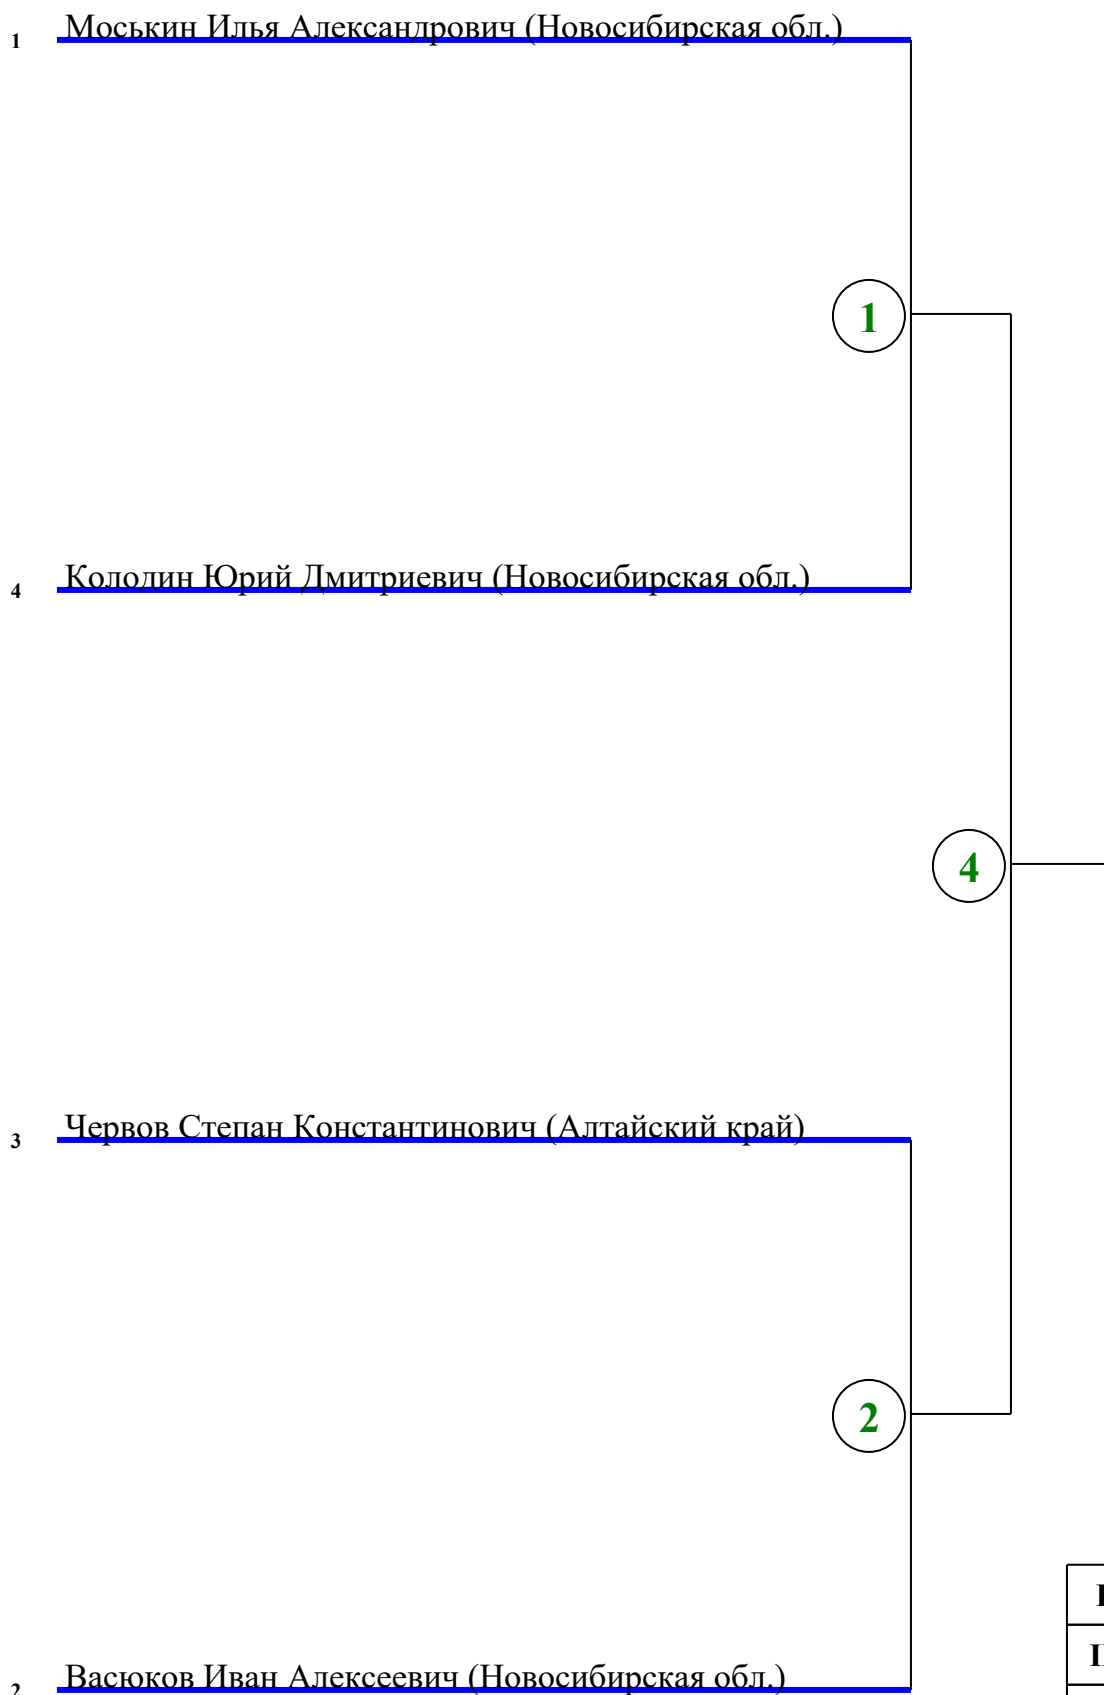 1 Моськин Илья Александрович (Новосибирская обл.)
1
4 Колодин Юрий Дмитриевич (Новосибирская обл.)
4
3 Червов Степан Константинович (Алтайский край)
2
I
2 Васюков Иван Алексеевич (Новосибирская обл.)